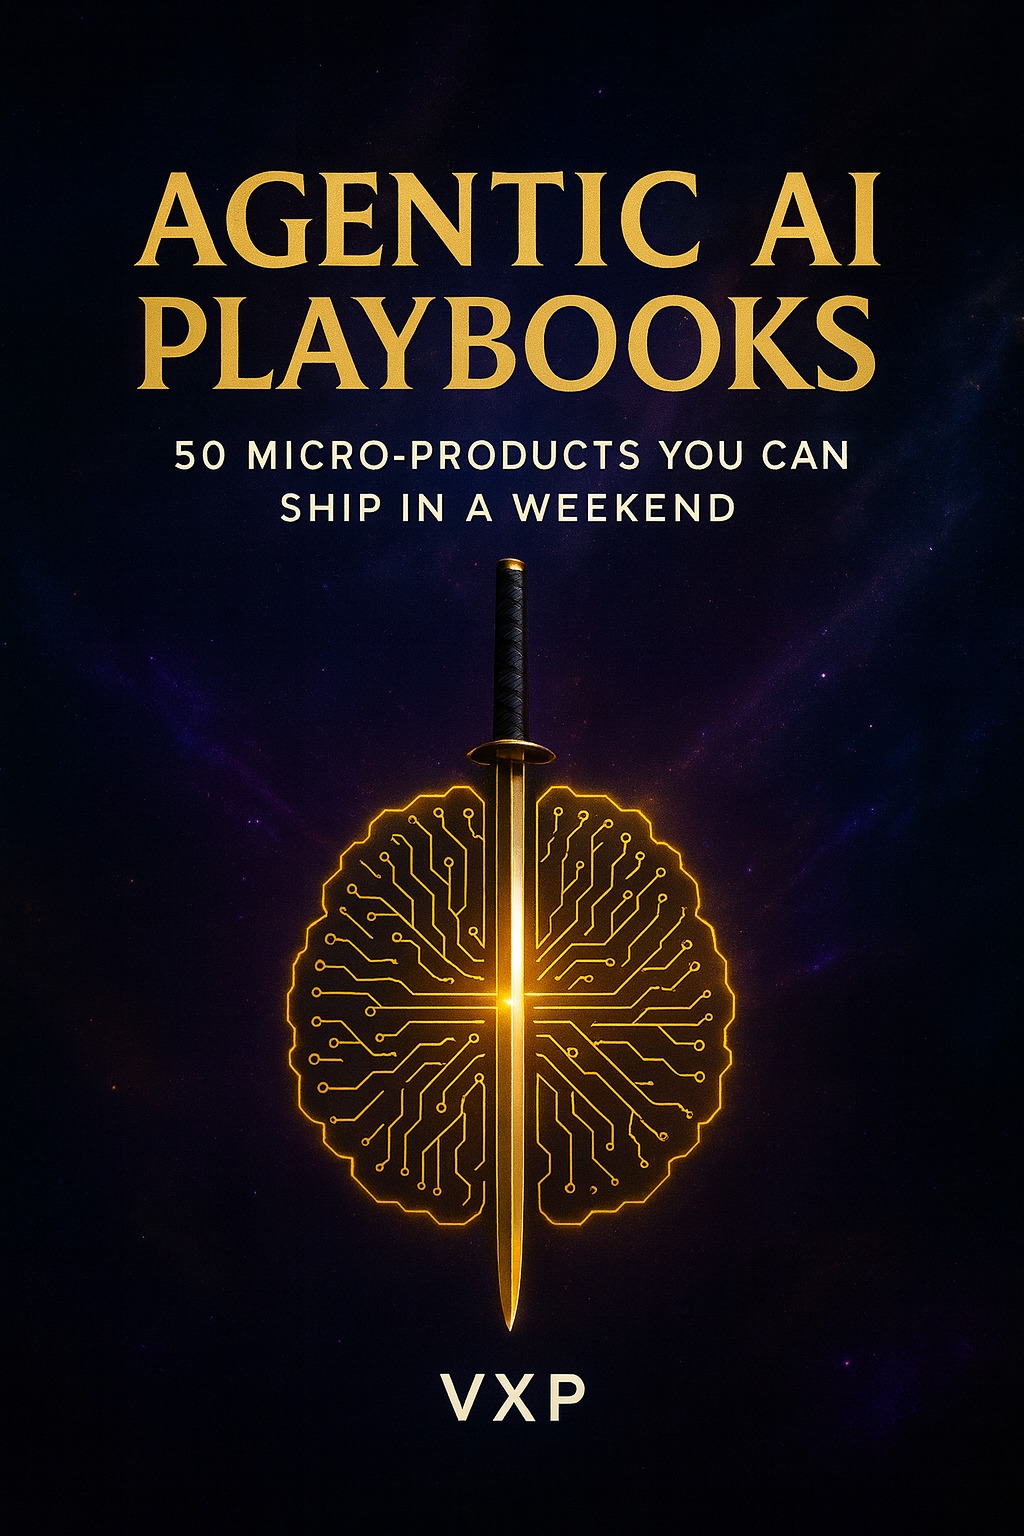 AGENTIC AI
PLAYBOOKS
50 MICRO-PRODUCTS YOU CAN
SHIP IN A WEEKEND
VXP